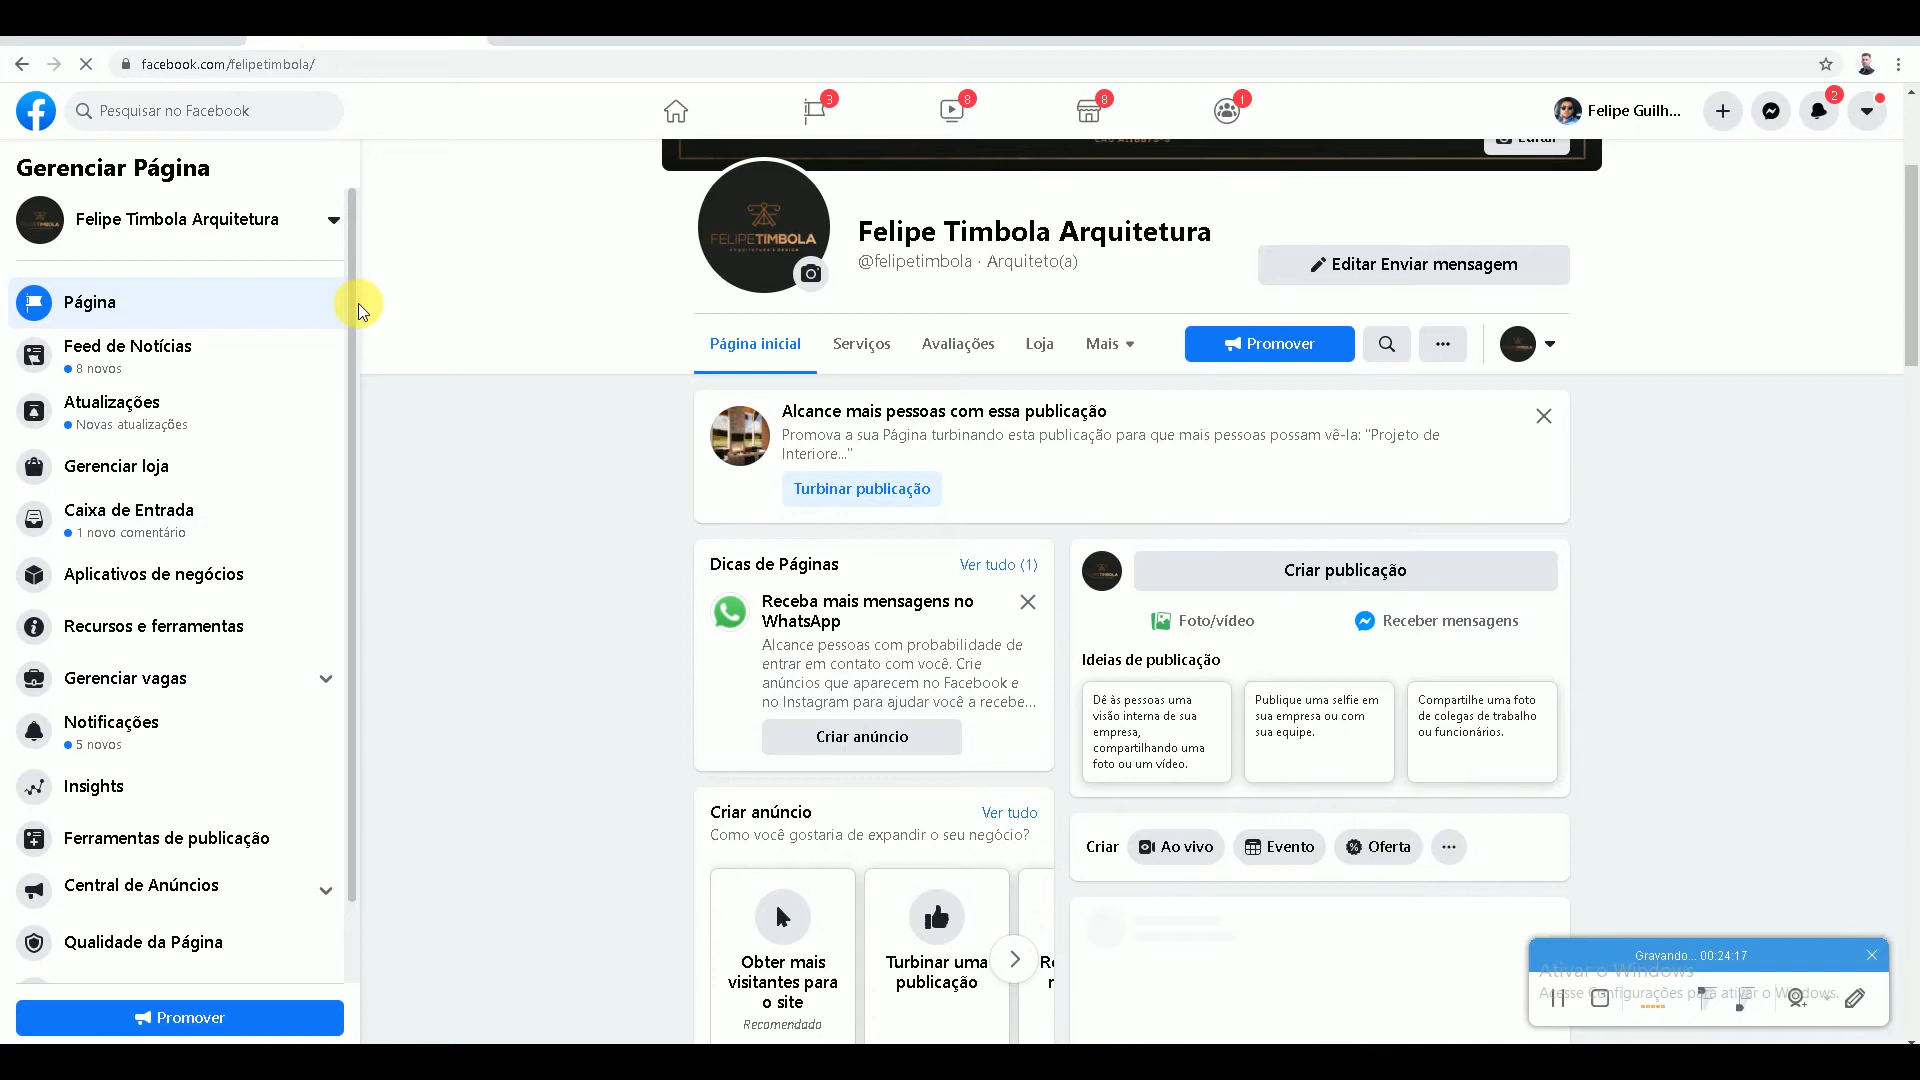 facebook.com/felipetimbola/
Pesquisar no Facebook
3
8
8
1
Felipe Guilh...
2
Gerenciar Página
Felipe Timbola Arquitetura
Página
Feed de Notícias
8 novos
Atualizações
Novas atualizações
Gerenciar loja
Caixa de Entrada
1 novo comentário
Aplicativos de negócios
Recursos e ferramentas
Gerenciar vagas
Notificações
5 novos
Insights
Ferramentas de publicação
Central de Anúncios
Qualidade da Página
Promover
Editar
FELIPETIMBOLA
Felipe Timbola Arquitetura
@felipetimbola · Arquiteto(a)
Editar Enviar mensagem
Página inicial
Serviços
Avaliações
Loja
Mais
Promover
Alcance mais pessoas com essa publicação
Promova a sua Página turbinando esta publicação para que mais pessoas possam vê-la: "Projeto de
Interiore..."
Turbinar publicação
Dicas de Páginas
Ver tudo (1)
Receba mais mensagens no
WhatsApp
Alcance pessoas com probabilidade de
entrar em contato com você. Crie
anúncios que aparecem no Facebook e
no Instagram para ajudar você a recebe...
Criar anúncio
Criar anúncio
Ver tudo
Como você gostaria de expandir o seu negócio?
Obter mais
visitantes para
o site
Recomendado
Turbinar uma
publicação
Criar publicação
Foto/vídeo
Receber mensagens
Ideias de publicação
Dê às pessoas uma
visão interna de sua
empresa,
compartilhando uma
foto ou um vídeo.
Publique uma selfie em
sua empresa ou com
sua equipe.
Compartilhe uma foto
de colegas de trabalho
ou funcionários.
Criar
Ao vivo
Evento
Oferta
Gravando... 00:24:17
Ativar o Windows
Acesse Configurações para ativar o Windows.